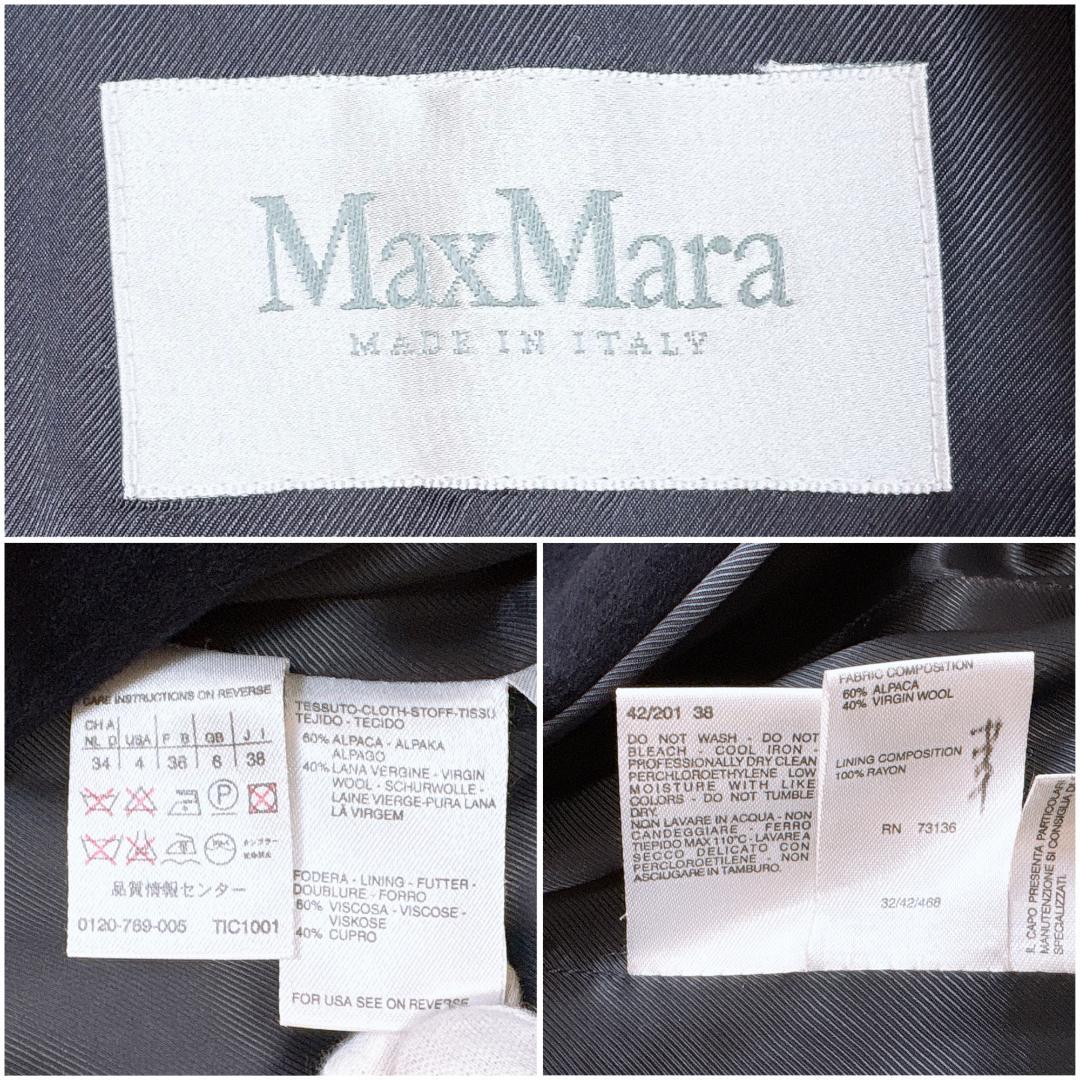 MaxMara
MADE IN ITALY
CARE INSTRUCTIONS ON REVERSE
CH A
NL D USA F B GB J I
34 4 36 6 38
品質情報センター
0120-769-005 TIC1001
TESSUTO-CLOTH-STOFF-TISSU
TEJIDO - TECIDO
60% ALPACA - ALPAKA
ALPAGO
40% LANA VERGINE - VIRGIN
WOOL - SCHURWOLLE -
LAINE VIERGE-PURA LANA
LÃ VIRGEM
FODERA - LINING - FUTTER -
DOUBLURE - FORRO
60% VISCOSA - VISCOSE -
VISKOSE
40% CUPRO
FOR USA SEE ON REVERSE
42/201 38
DO NOT WASH - DO NOT
BLEACH - COOL IRON -
PROFESSIONALLY DRY CLEAN
PERCHLOROETHYLENE LOW
MOISTURE WITH LIKE
COLORS - DO NOT TUMBLE
DRY.
NON LAVARE IN ACQUA - NON
CANDEGGIARE - FERRO
TIEPIDO MAX 110°C - LAVARE A
SECCO DELICATO CON
PERCLOROETILENE - NON
ASCIUGARE IN TAMBURO.
FABRIC COMPOSITION
60% ALPACA
40% VIRGIN WOOL
LINING COMPOSITION
100% RAYON
RN 73136
32/42/468
IL CAPO PRESENTA PARTICOLAR
MANUTENZIONE SI CONSIGLIA DI
SPECIALIZZATI.